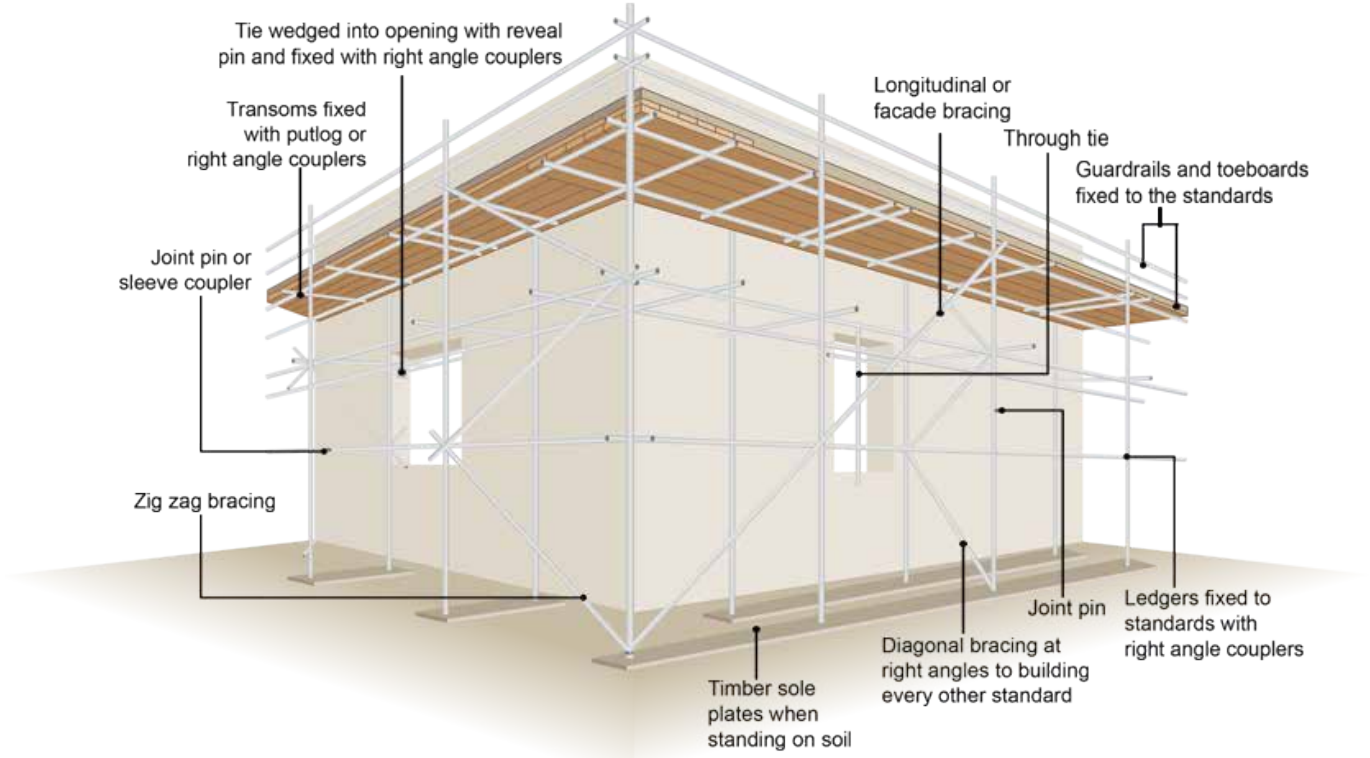 Tie wedged into opening with reveal
pin and fixed with right angle couplers
Transoms fixed
with putlog or
right angle couplers
Joint pin or
sleeve coupler
Zig zag bracing
Longitudinal or
facade bracing
Through tie
Guardrails and toeboards
fixed to the standards
Timber sole
plates when
standing on soil
Diagonal bracing at
right angles to building
every other standard
Joint pin
Ledgers fixed to
standards with
right angle couplers